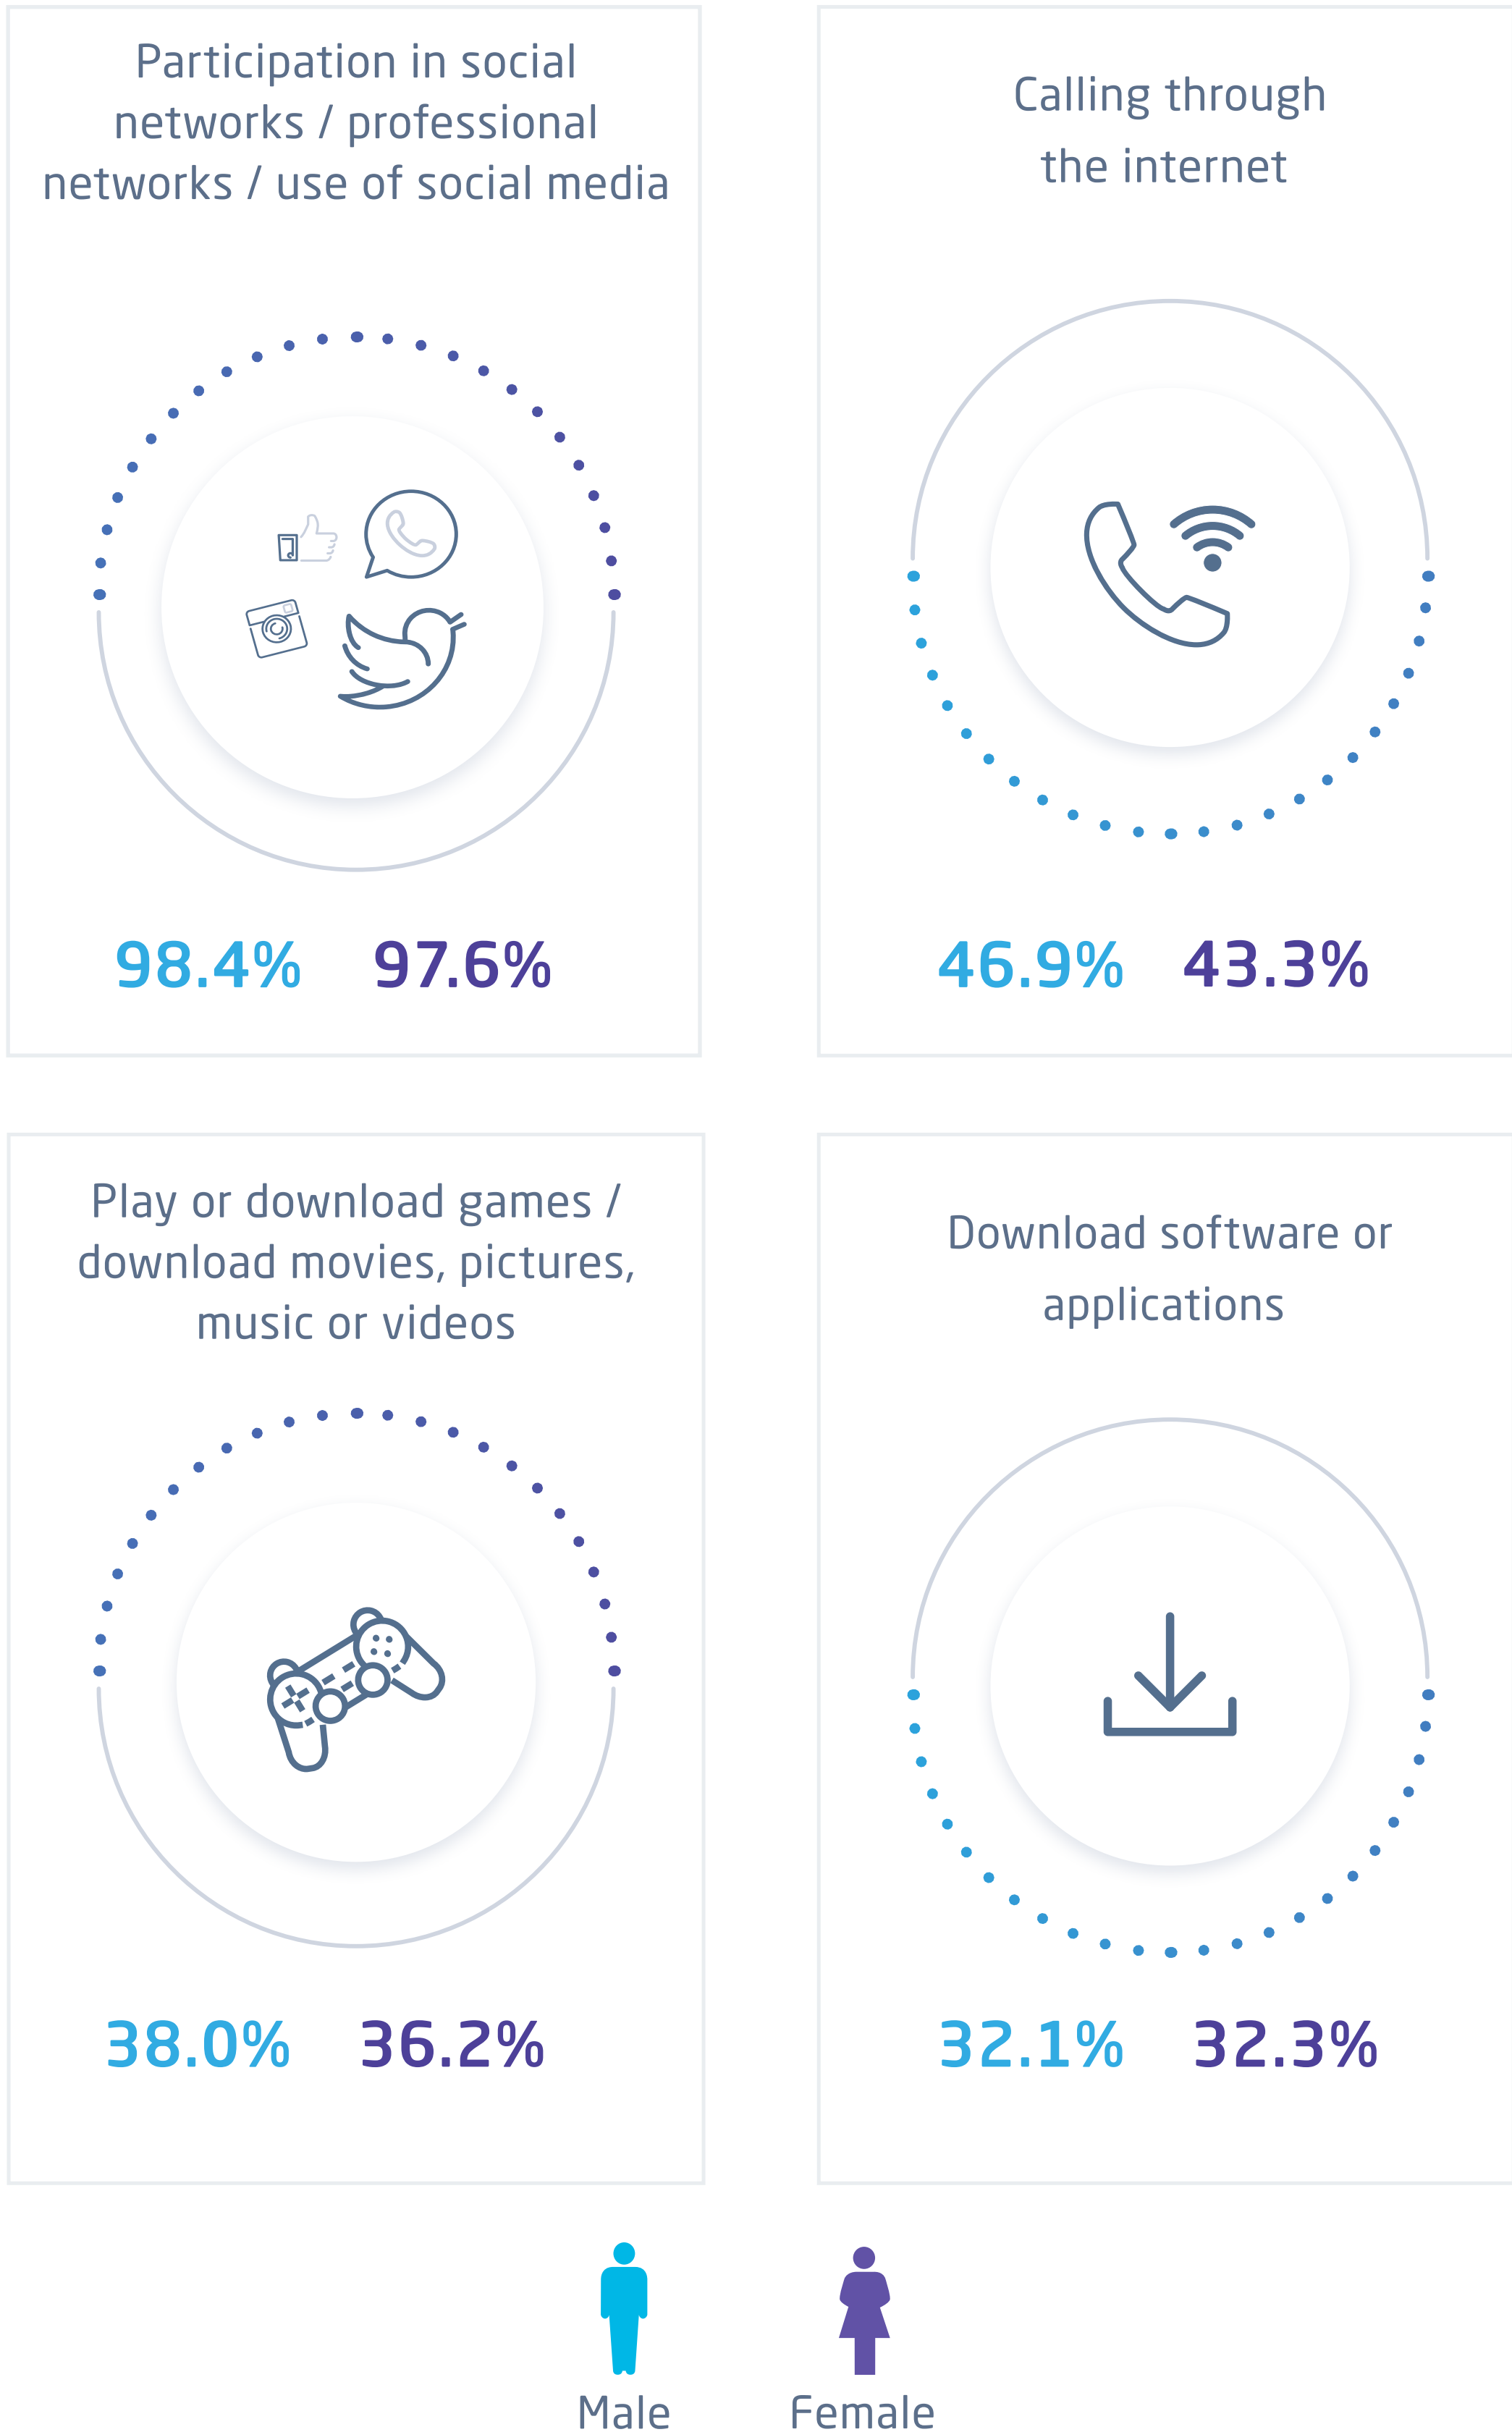 Participation in social
networks / professional
networks / use of social media
98.4% 97.6%
Calling through
the internet
46.9% 43.3%
Play or download games /
download movies, pictures,
music or videos
38.0% 36.2%
Download software or
applications
32.1% 32.3%
Male Female